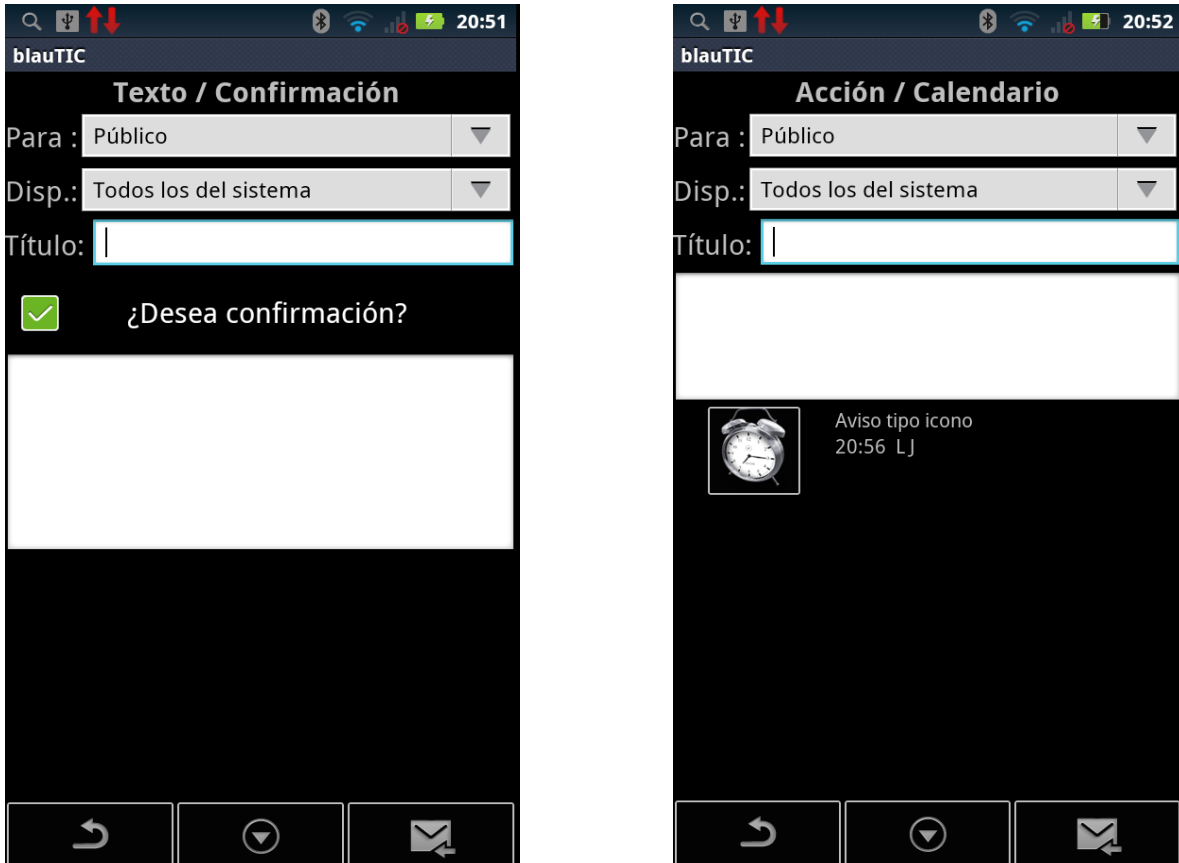 20:51
blauTIC
Texto / Confirmación
Para : Público
Disp.: Todos los del sistema
Título:
¿Desea confirmación?
20:52
blauTIC
Acción / Calendario
Para : Público
Disp.: Todos los del sistema
Título:
Aviso tipo icono
20:56 L J